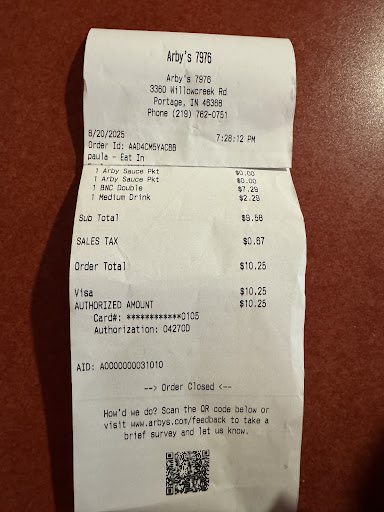 Arby's 7976
Arby's 7976
3360 Willowcreek Rd
Portage, IN 46368
Phone (219) 762-0751
8/20/2025 7:28:12 PM
Order Id: AAD4CM5YACBB
paula - Eat In
1 Arby Sauce Pkt $0.00
1 Arby Sauce Pkt $0.00
1 BNC Double $7.29
1 Medium Drink $2.29
Sub Total $9.58
SALES TAX $0.67
Order Total $10.25
Visa $10.25
AUTHORIZED AMOUNT $10.25
Card#: ************0105
Authorization: 04270D
AID: A0000000031010
--> Order Closed <--
How'd we do? Scan the QR code below or
visit www.arbys.com/feedback to take a
brief survey and let us know.